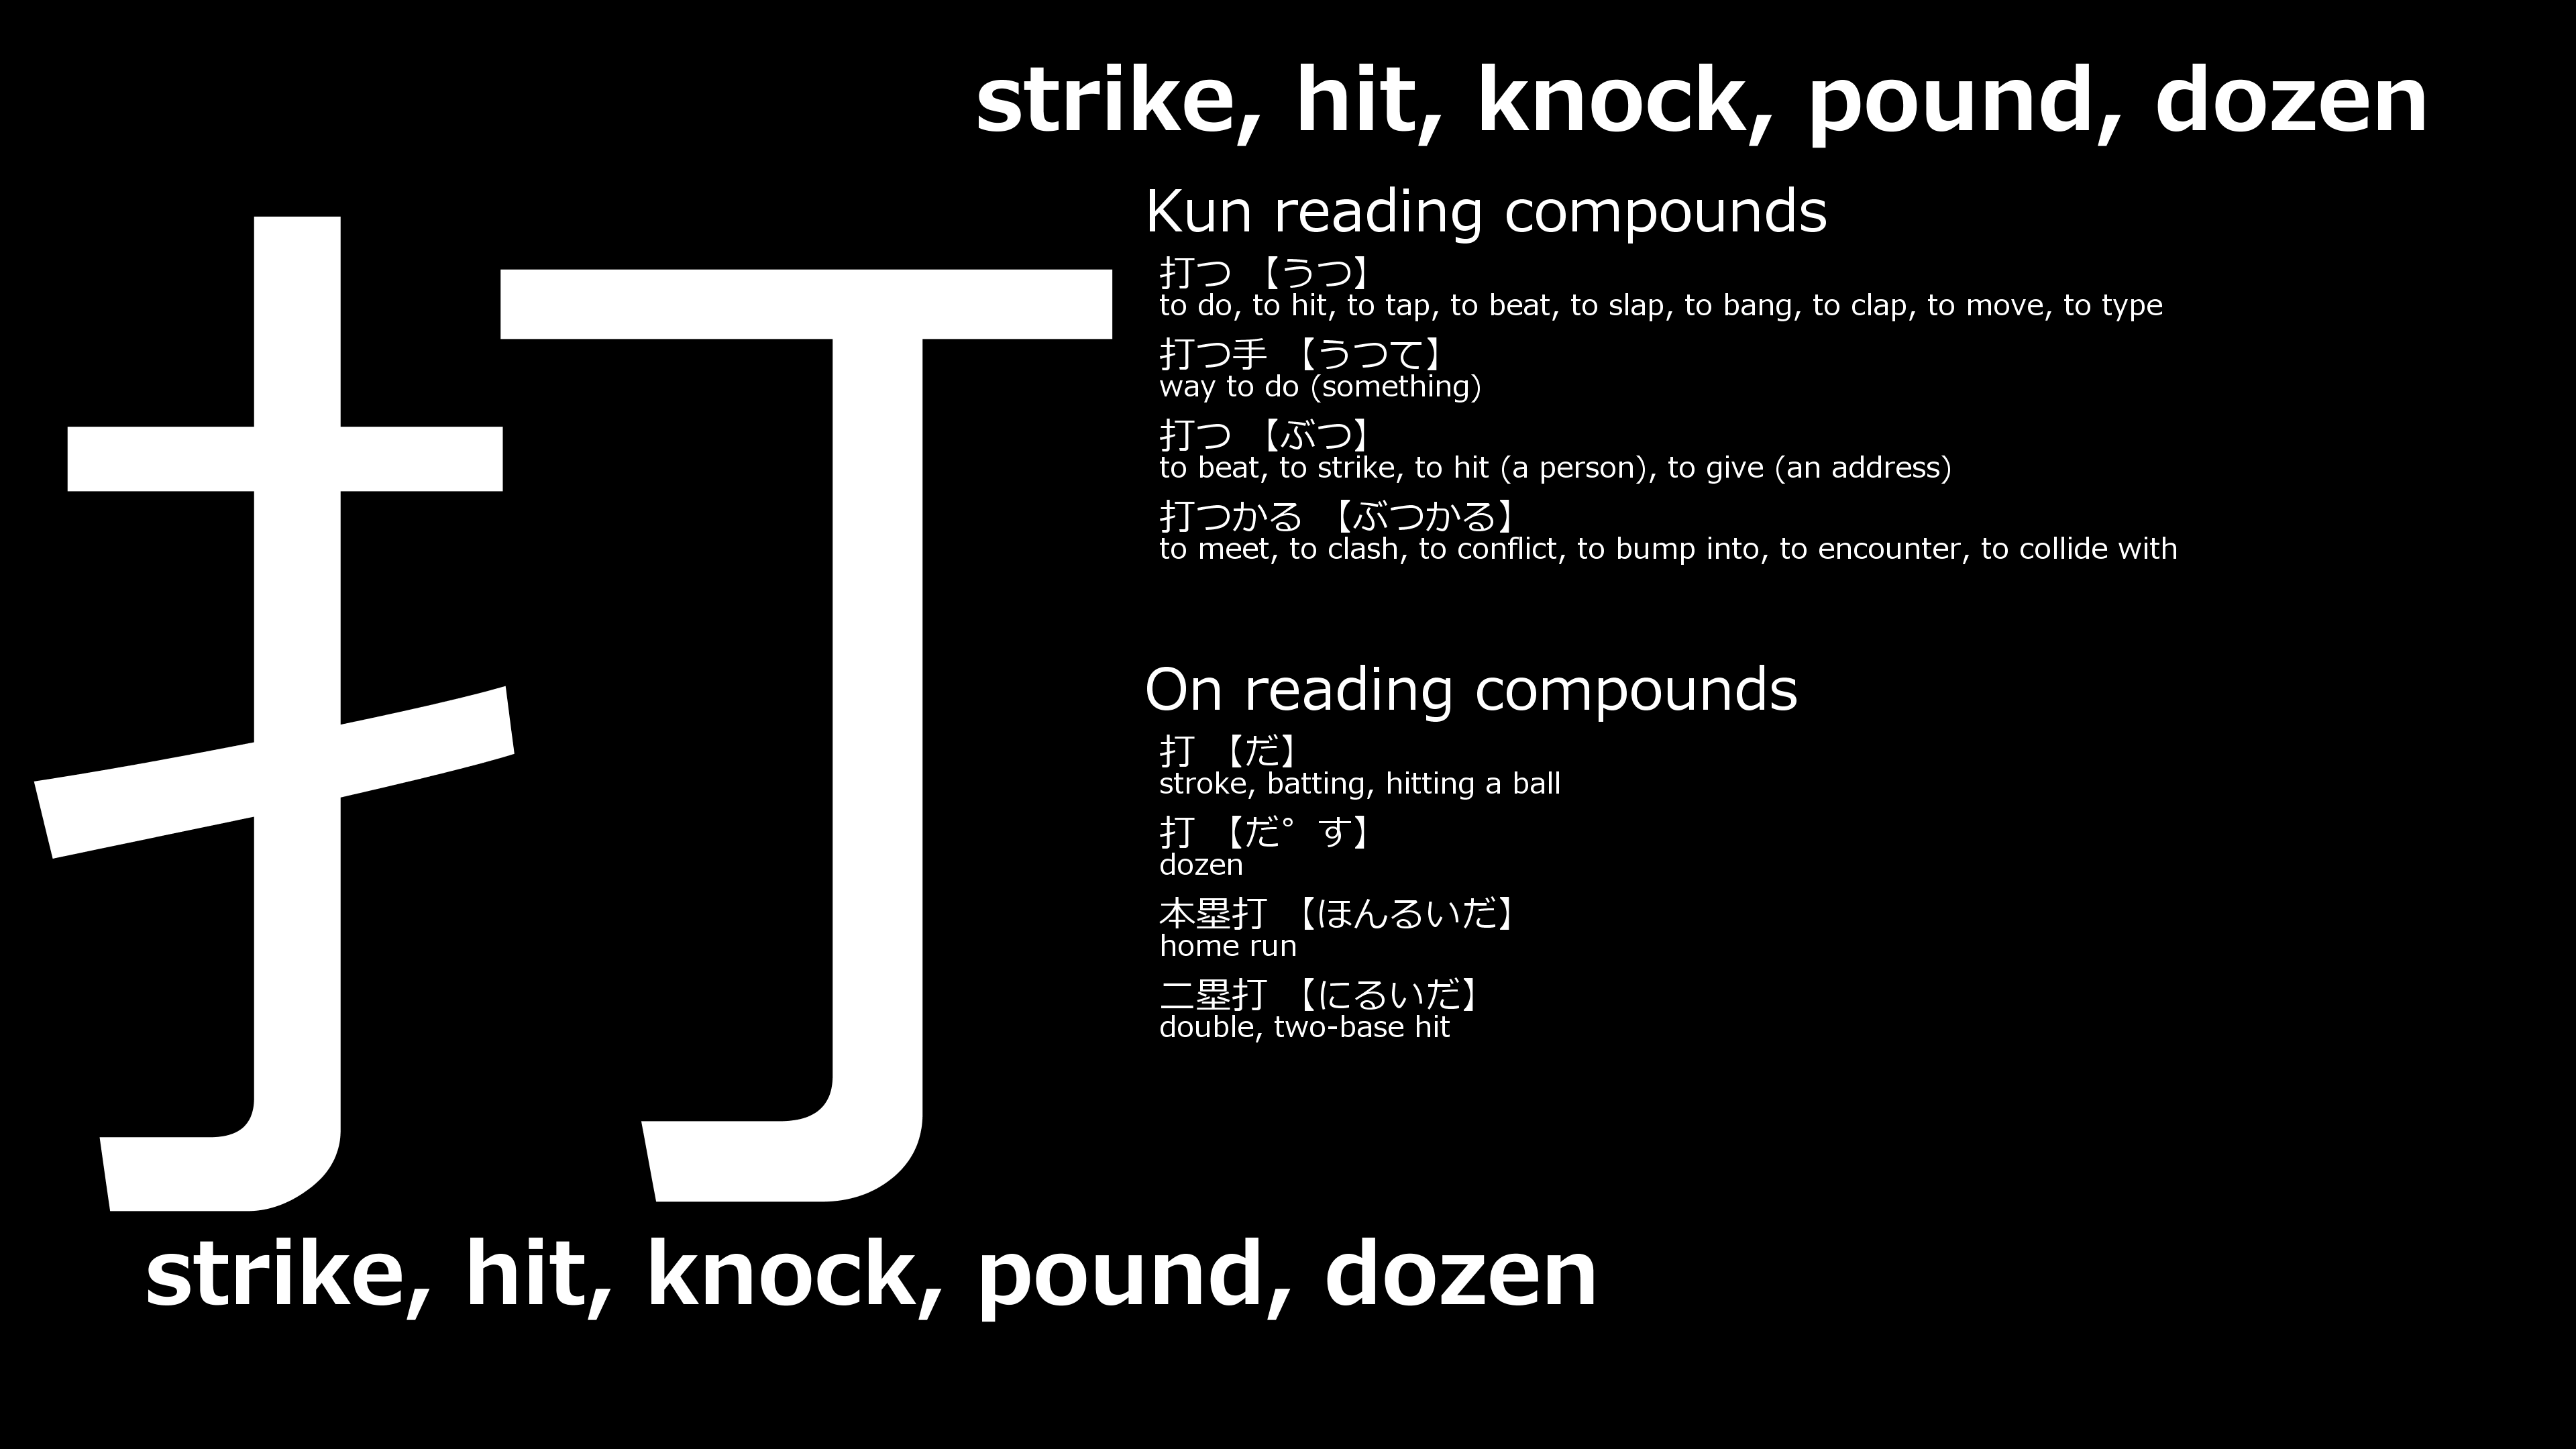 strike, hit, knock, pound, dozen
打
Kun reading compounds
打つ 【うつ】
to do, to hit, to tap, to beat, to slap, to bang, to clap, to move, to type
打つ手 【うつて】
way to do (something)
打つ 【ぶつ】
to beat, to strike, to hit (a person), to give (an address)
打つかる 【ぶつかる】
to meet, to clash, to conflict, to bump into, to encounter, to collide with
On reading compounds
打 【だ】
stroke, batting, hitting a ball
打 【だ゜す】
dozen
本塁打 【ほんるいだ】
home run
二塁打 【にるいだ】
double, two-base hit
strike, hit, knock, pound, dozen